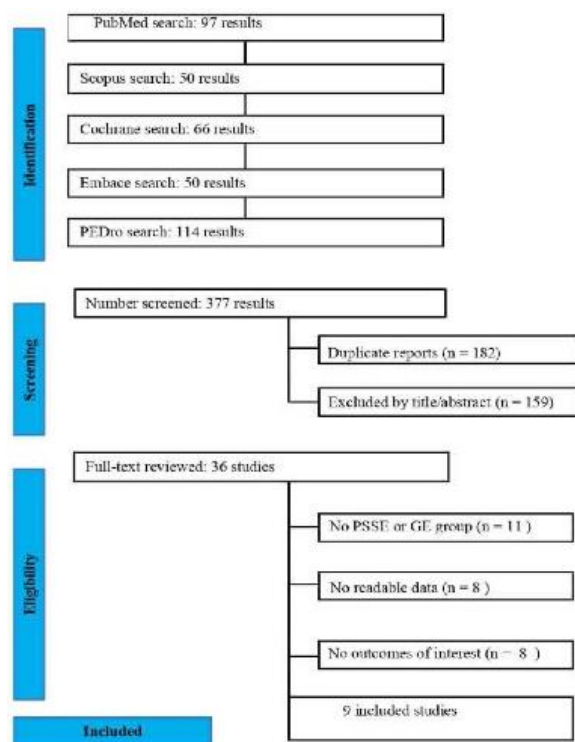 Identification
PubMed search: 97 results
Scopus search: 50 results
Cochrane search: 66 results
Embace search: 50 results
PEDro search: 114 results
Screening
Number screened: 377 results
Duplicate reports (n = 182)
Excluded by title/abstract (n = 159)
Eligibility
Full-text reviewed: 36 studies
No PSSE or GE group (n = 11 )
No readable data (n = 8 )
No outcomes of interest (n = 8 )
9 included studies
Included